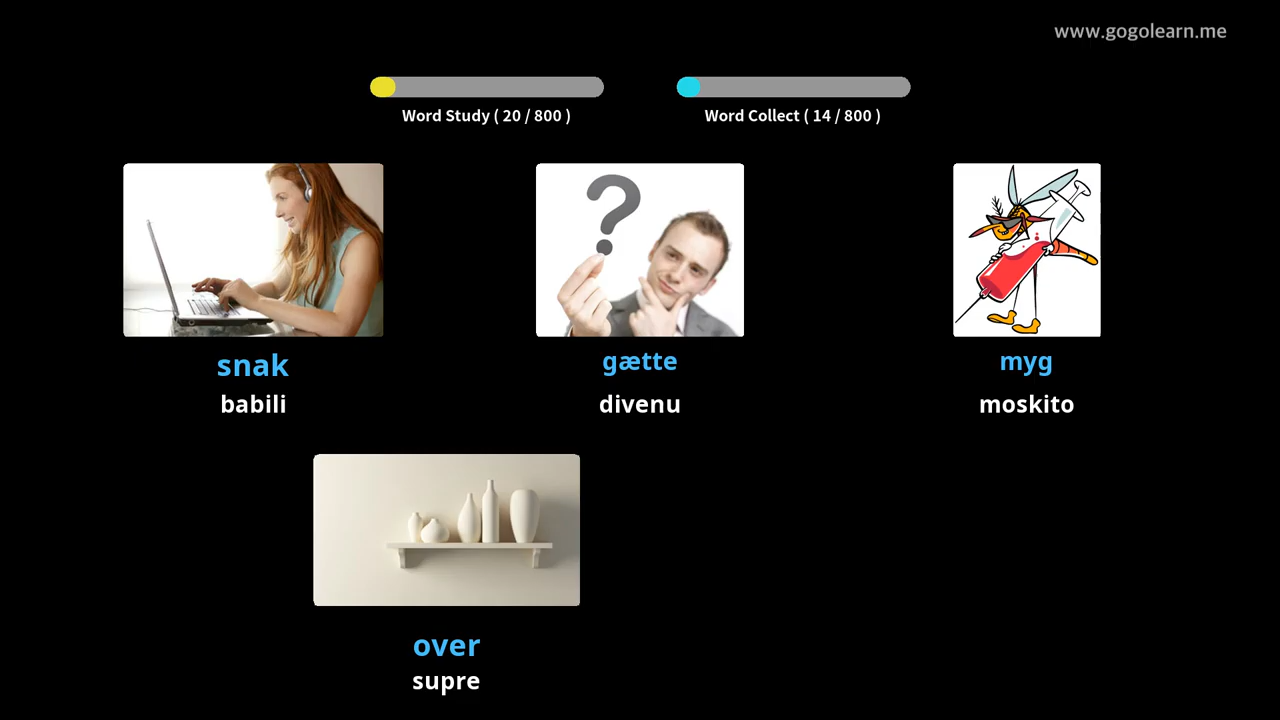 www.gogolearn.me
Word Study ( 20 / 800 )
Word Collect ( 14 / 800 )
snak
babili
gætte
divenu
myg
moskito
over
supre